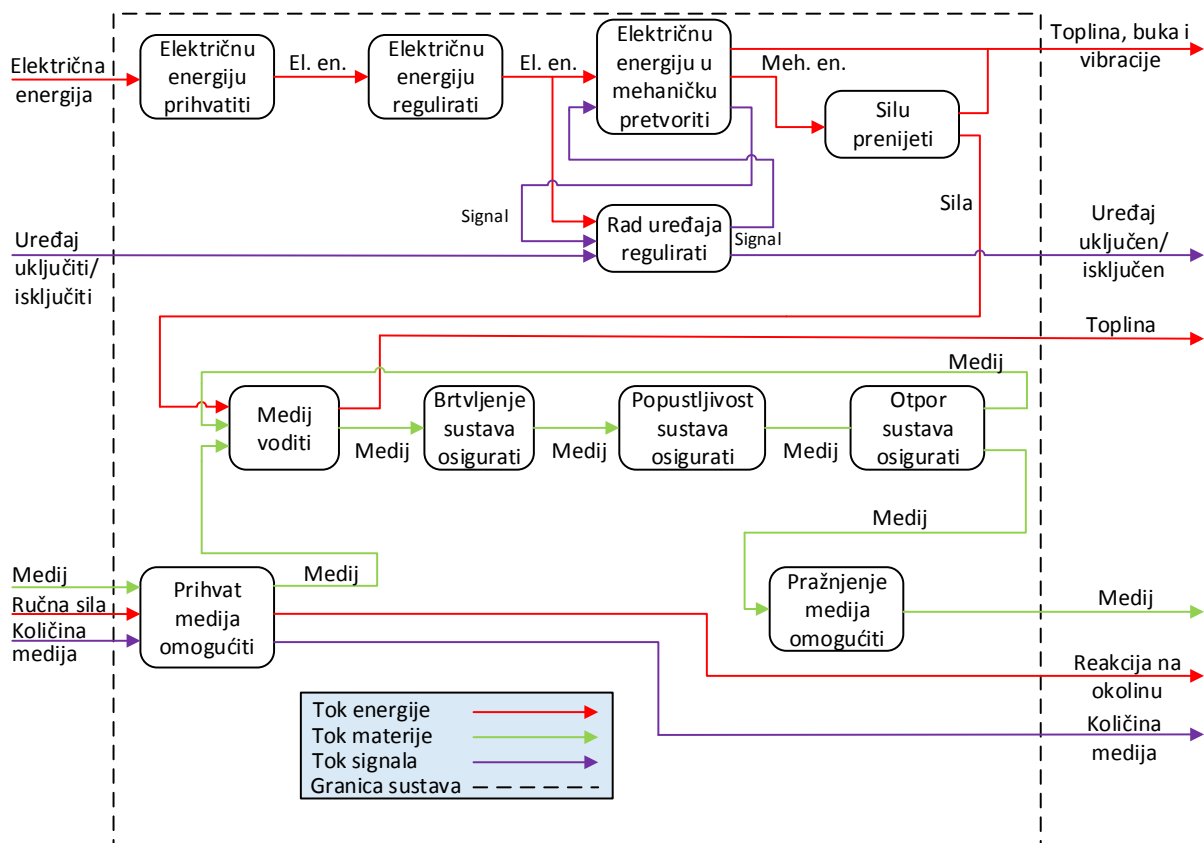 Električna
energija
Električnu
energiju
prihvatiti
El. en.
Električnu
energiju
regulirati
El. en.
Električnu
energiju u
mehaničku
pretvoriti
Meh. en.
Silu
prenijeti
Toplina, buka i
vibracije
Sila
Signal
Rad uređaja
regulirati
Signal
Uređaj
uključiti/
isključiti
Uređaj
uključen/
isključen
Toplina
Medij
Medij
voditi
Medij
Brtvljenje
sustava
osigurati
Medij
Popustljivost
sustava
osigurati
Medij
Otpor
sustava
osigurati
Medij
Medij
Ručna sila
Količina
medija
Prihvat
medija
omogućiti
Medij
Pražnjenje
medija
omogućiti
Medij
Reakcija na
okolinu
Količina
medija
Tok energije
Tok materije
Tok signala
Granica sustava